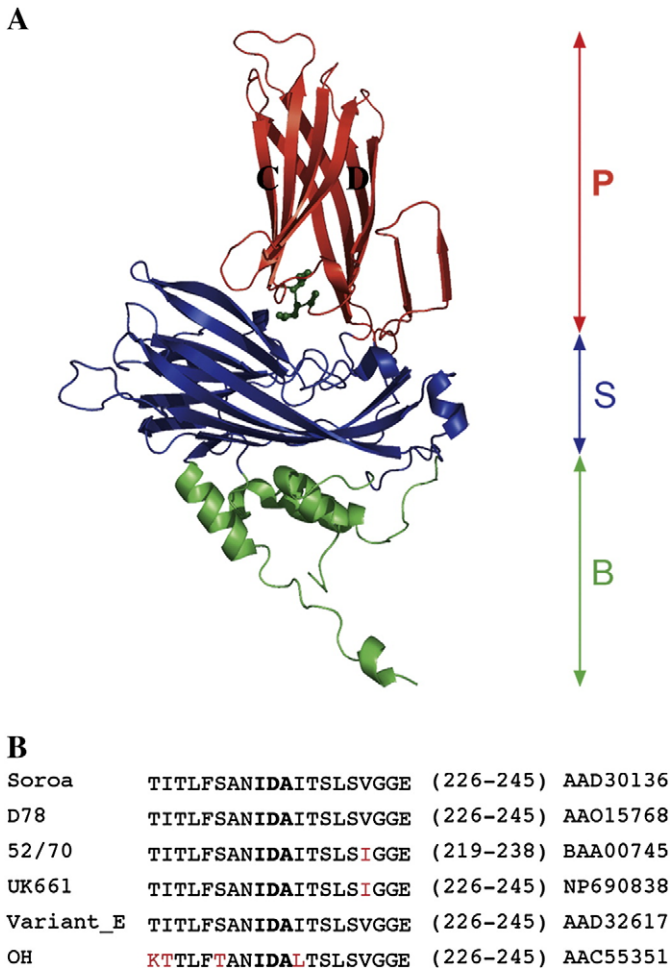 A
C D
P
S
B
B
Soroa TITLFSANIDAITSLSVGGE (226-245) AAD30136
D78 TITLFSANIDAITSLSVGGE (226-245) AAO15768
52/70 TITLFSANIDAITSLSIGGE (219-238) BAA00745
UK661 TITLFSANIDAITSLSIGGE (226-245) NP690838
Variant_E TITLFSANIDAITSLSVGGE (226-245) AAD32617
OH KTTLFTANIDALTSLSVGGE (226-245) AAC55351